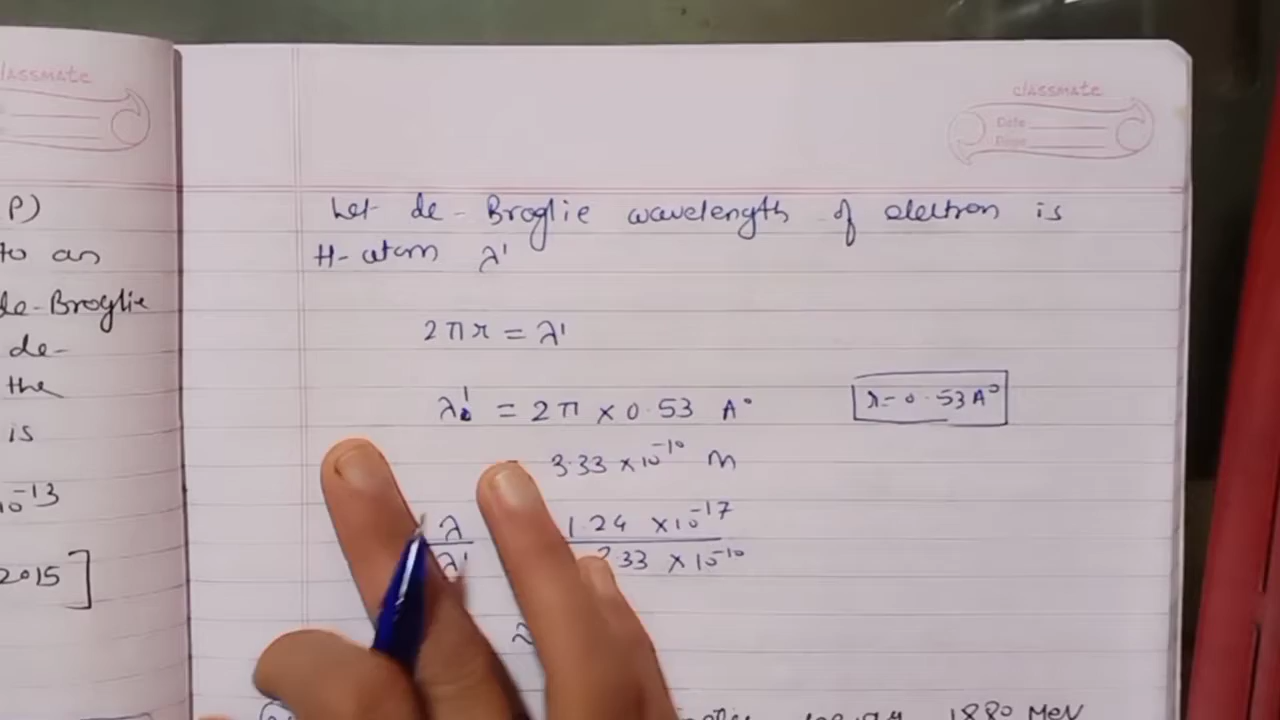 classmate
P)
to an
de-Broglie
de-
the
is
10^-13
2015]
classmate
Date
Page
Let de-Broglie wavelength of electron is
H-atom λ'
2πr = λ'
λ' = 2π × 0.53 A°
r=0.53A°
3.33 × 10^-10 m
λ 1.24 × 10^-17
λ' 3.33 × 10^-10
≈
1880 MeV